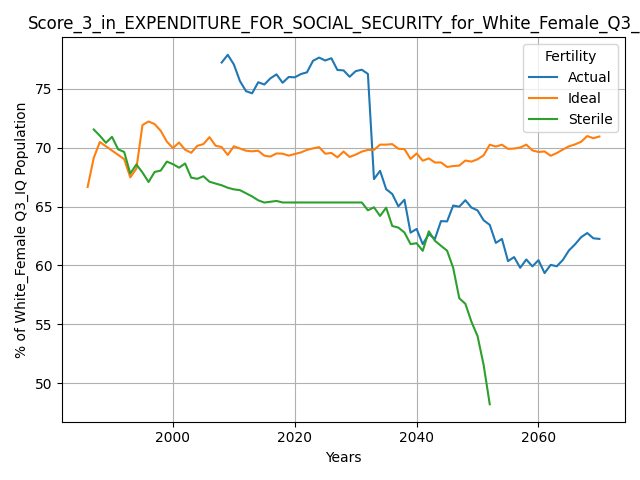 Score_3_in_EXPENDITURE_FOR_SOCIAL_SECURITY_for_White_Female_Q3_
Fertility
Actual
Ideal
Sterile
% of White_Female Q3_IQ Population
75
70
65
60
55
50
2000 2020 2040 2060
Years